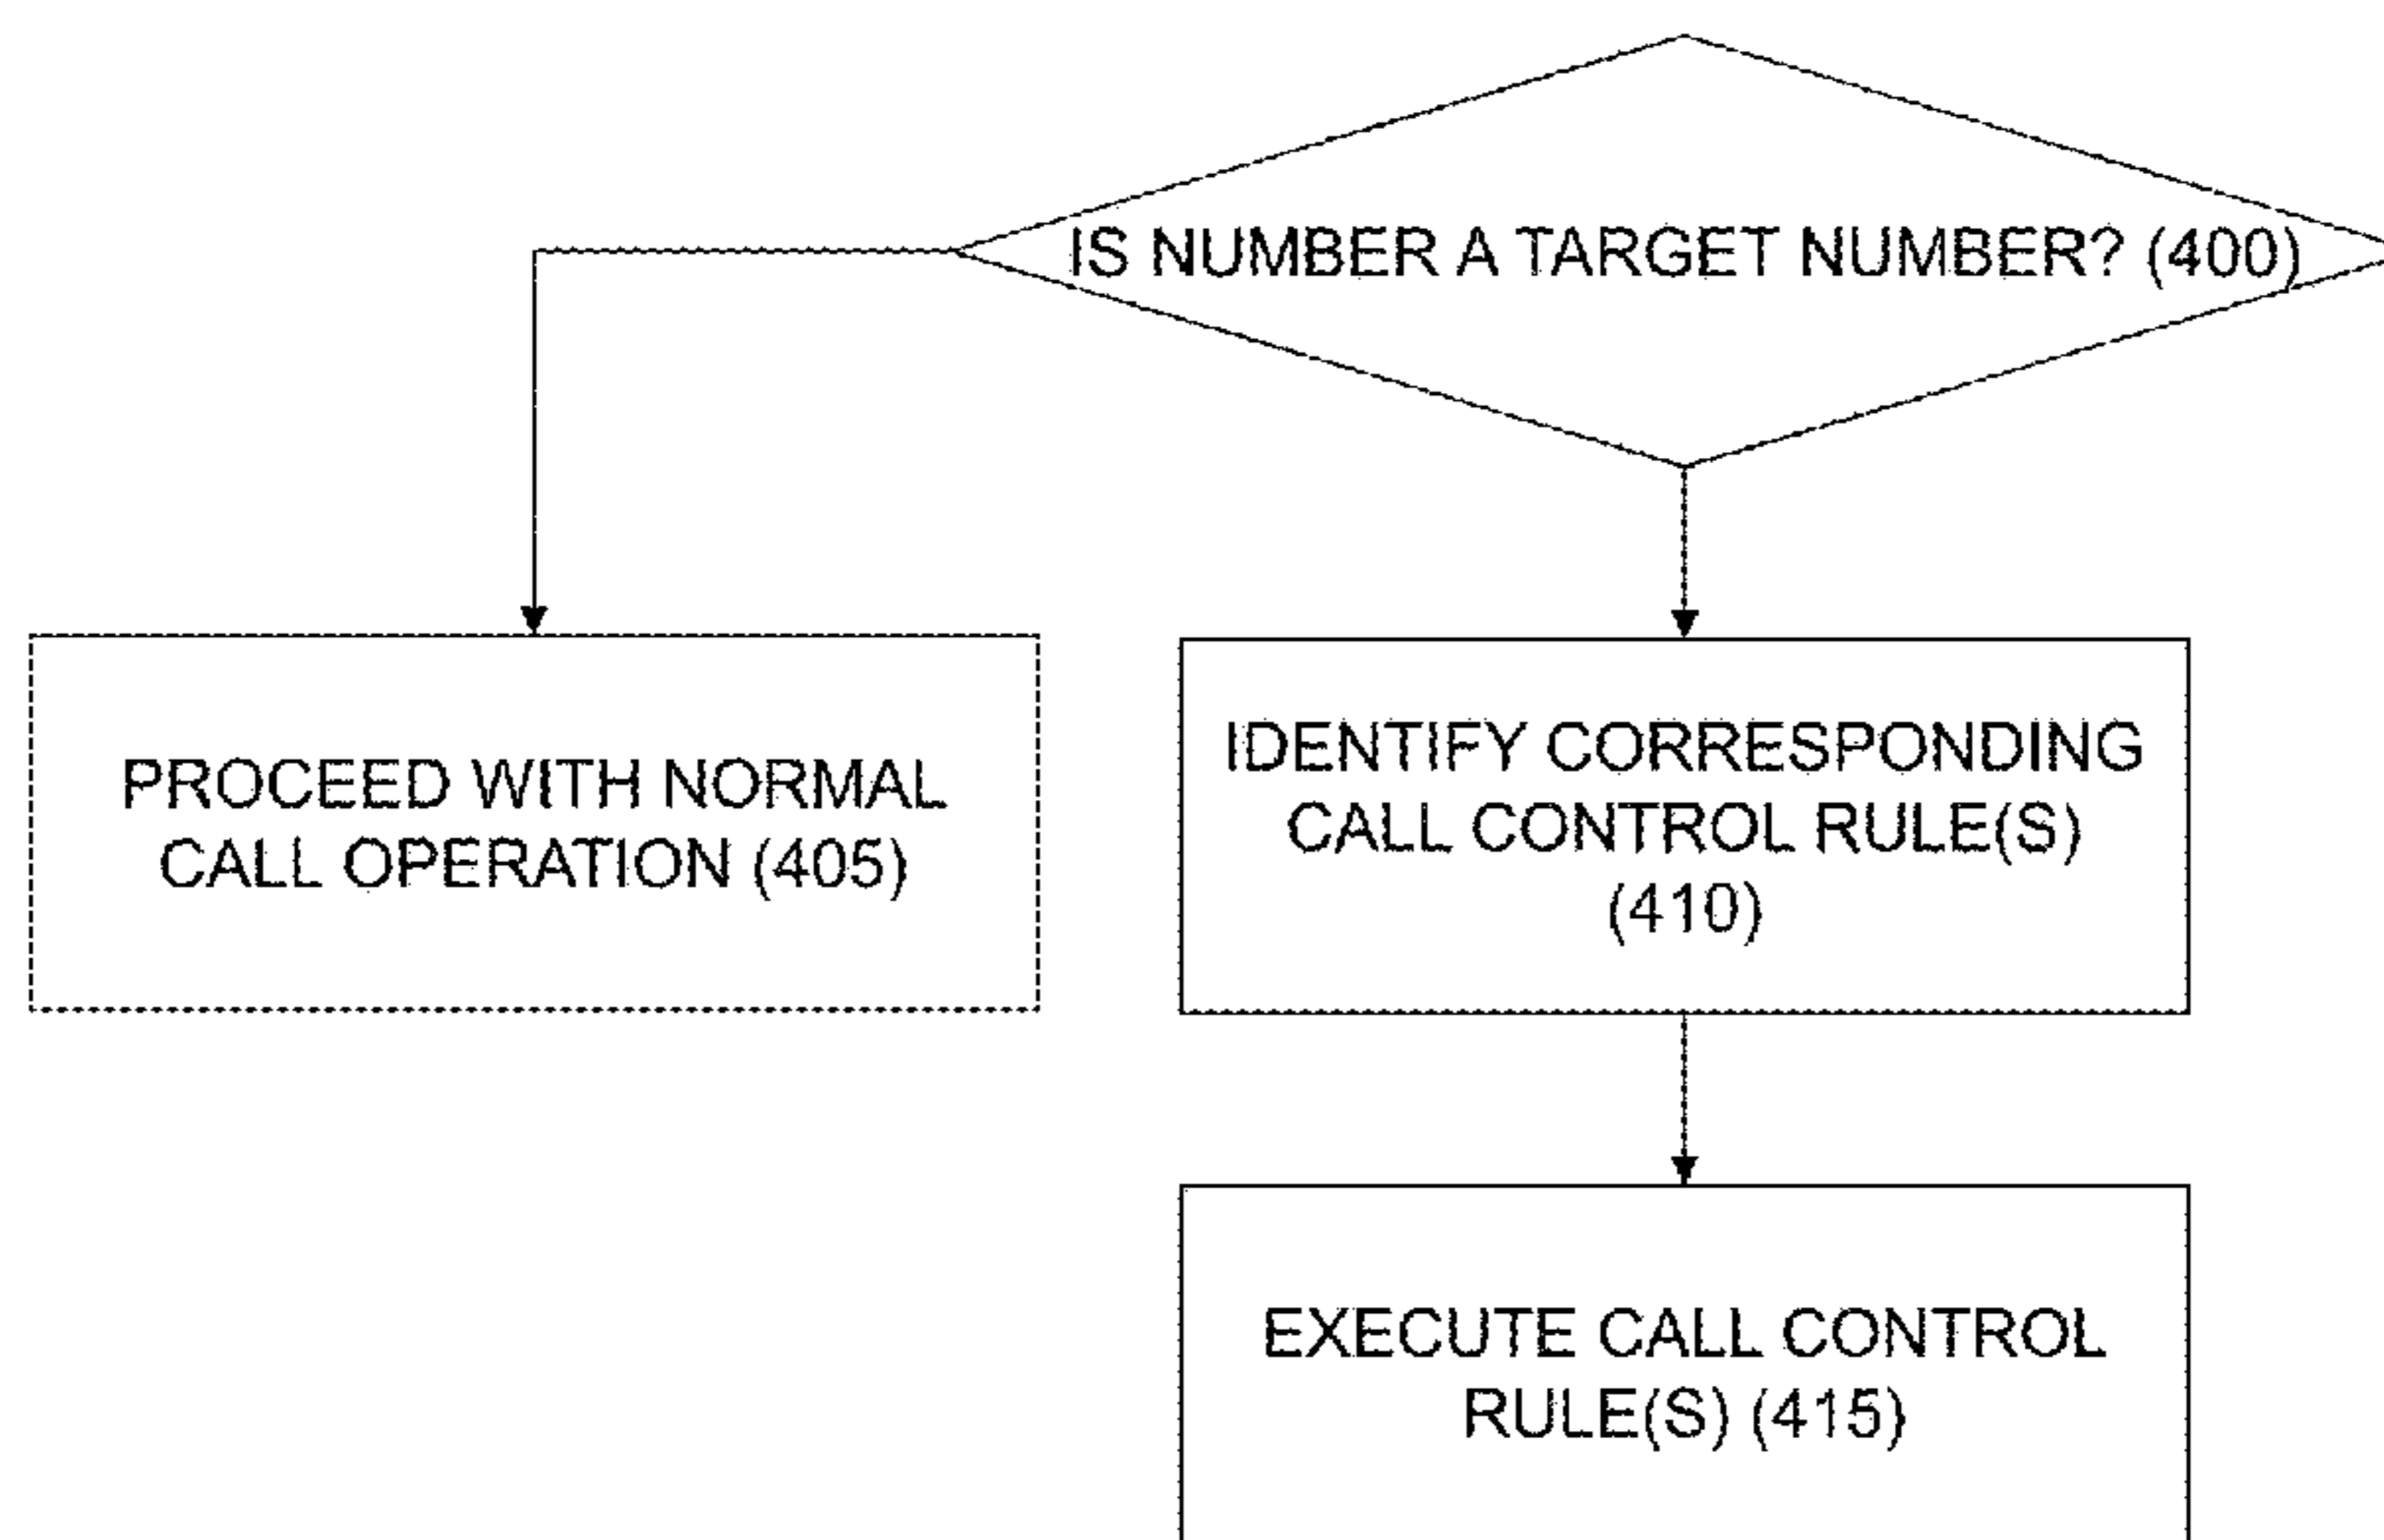 IS NUMBER A TARGET NUMBER? (400)
PROCEED WITH NORMAL
CALL OPERATION (405)
IDENTIFY CORRESPONDING
CALL CONTROL RULE(S)
(410)
EXECUTE CALL CONTROL
RULE(S) (415)